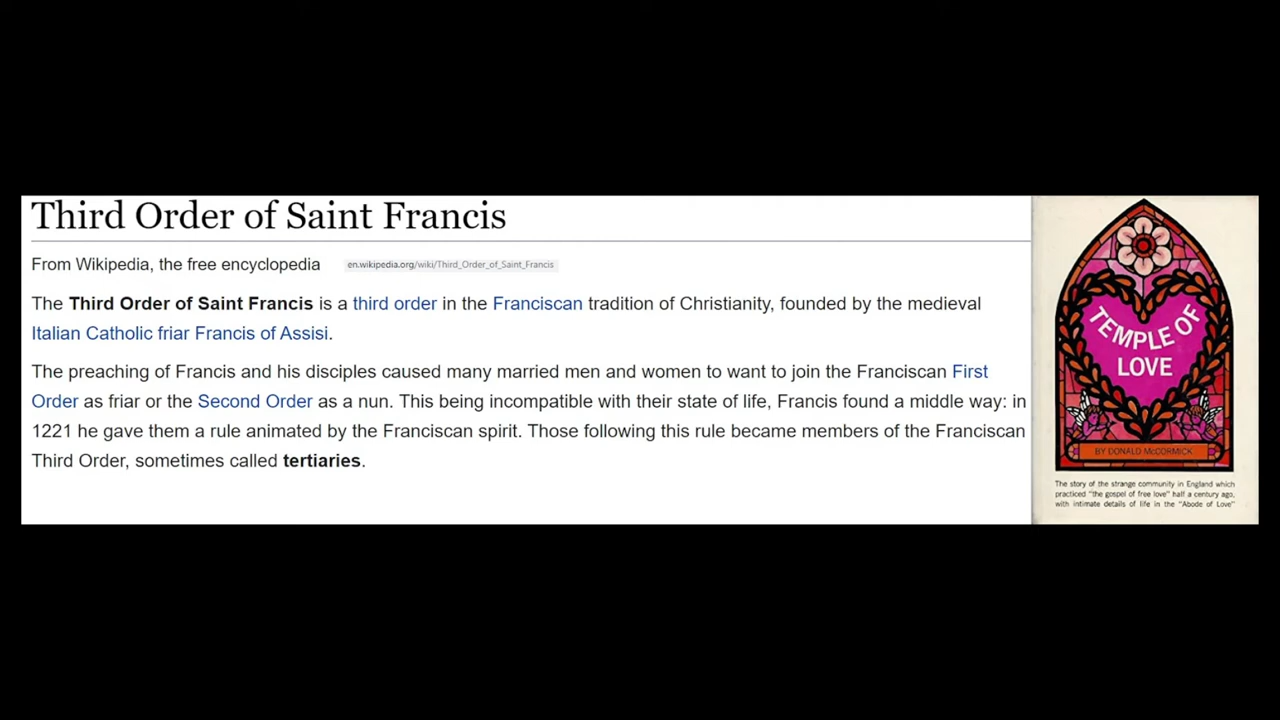 Third Order of Saint Francis
From Wikipedia, the free encyclopedia en.wikipedia.org/wiki/Third_Order_of_Saint_Francis
The Third Order of Saint Francis is a third order in the Franciscan tradition of Christianity, founded by the medieval
Italian Catholic friar Francis of Assisi.
The preaching of Francis and his disciples caused many married men and women to want to join the Franciscan First
Order as friar or the Second Order as a nun. This being incompatible with their state of life, Francis found a middle way: in
1221 he gave them a rule animated by the Franciscan spirit. Those following this rule became members of the Franciscan
Third Order, sometimes called tertiaries.
TEMPLE OF
LOVE
BY DONALD McCORMICK
The story of the strange community in England which
practiced "the gospel of free love" half a century ago,
with intimate details of life in the "Abode of Love"